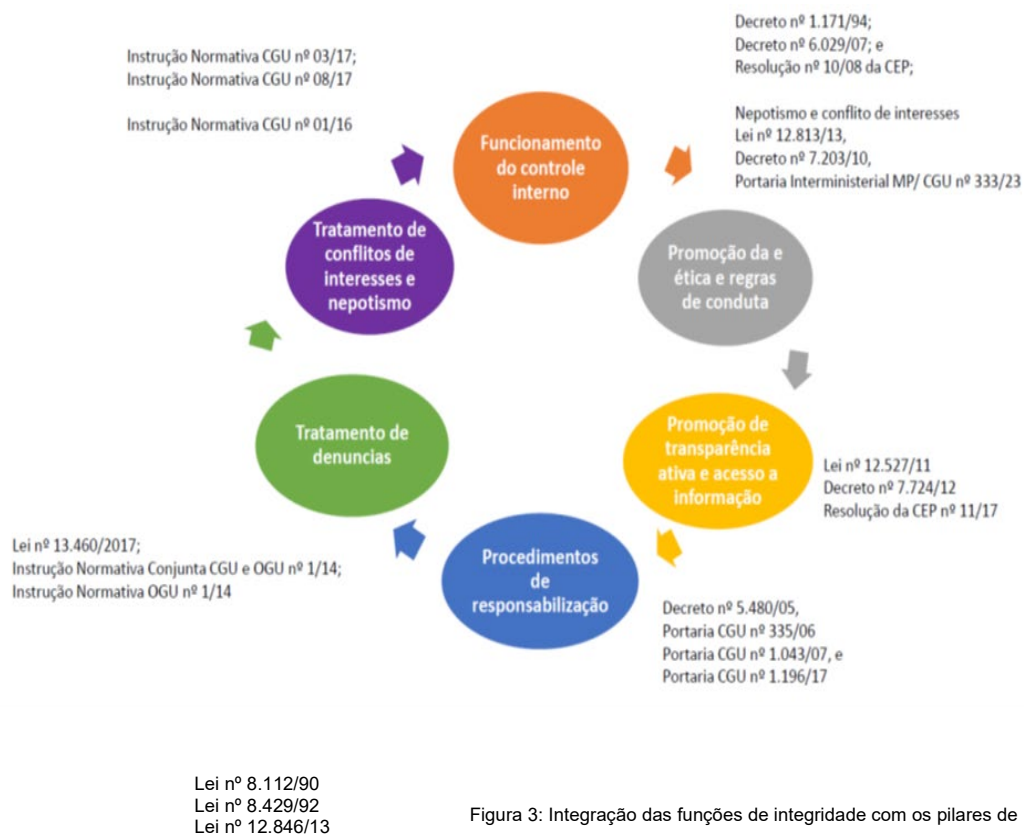 Decreto nº 1.171/94;
Decreto nº 6.029/07; e
Resolução nº 10/08 da CEP;
Instrução Normativa CGU nº 03/17;
Instrução Normativa CGU nº 08/17
Instrução Normativa CGU nº 01/16
Nepotismo e conflito de interesses
Lei nº 12.813/13,
Decreto nº 7.203/10,
Portaria Interministerial MP/ CGU nº 333/23
Funcionamento
do controle
interno
Tratamento de
conflitos de
interesses e
nepotismo
Promoção da e
ética e regras
de conduta
Tratamento de
denuncias
Promoção de
transparência
ativa e acesso a
informação
Lei nº 12.527/11
Decreto nº 7.724/12
Resolução da CEP nº 11/17
Lei nº 13.460/2017;
Instrução Normativa Conjunta CGU e OGU nº 1/14;
Instrução Normativa OGU nº 1/14
Procedimentos
de
responsabilização
Decreto nº 5.480/05,
Portaria CGU nº 335/06
Portaria CGU nº 1.043/07, e
Portaria CGU nº 1.196/17
Lei nº 8.112/90
Lei nº 8.429/92
Lei nº 12.846/13
Figura 3: Integração das funções de integridade com os pilares de